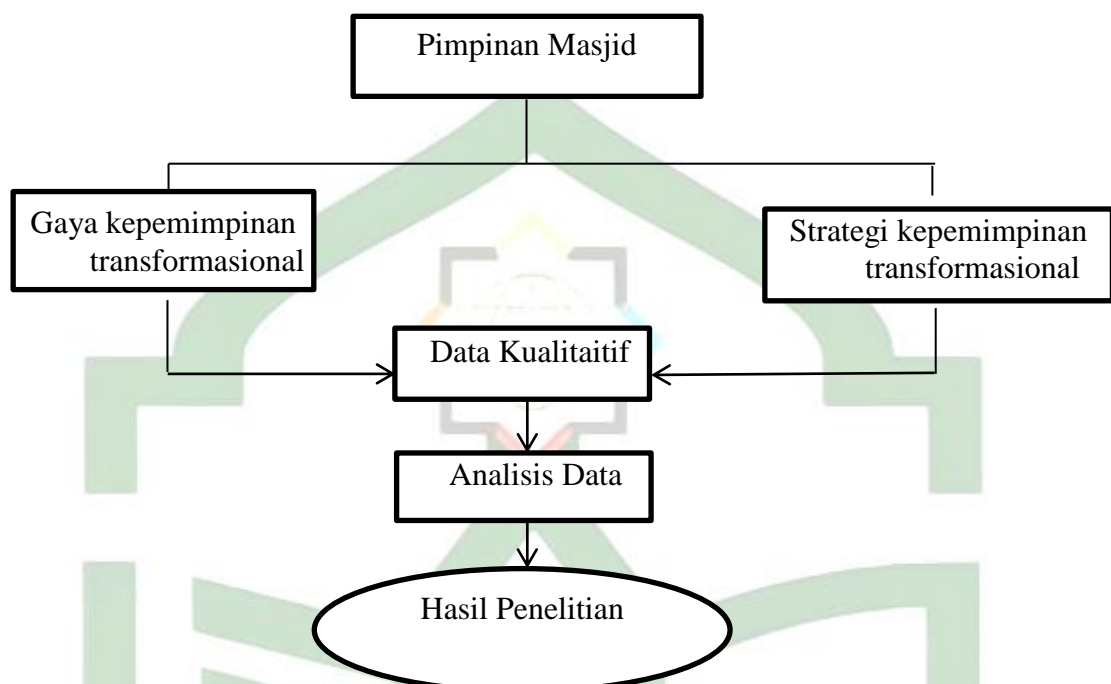 Pimpinan Masjid
Gaya kepemimpinan
transformasional
Strategi kepemimpinan
transformasional
Data Kualitaitif
Analisis Data
Hasil Penelitian